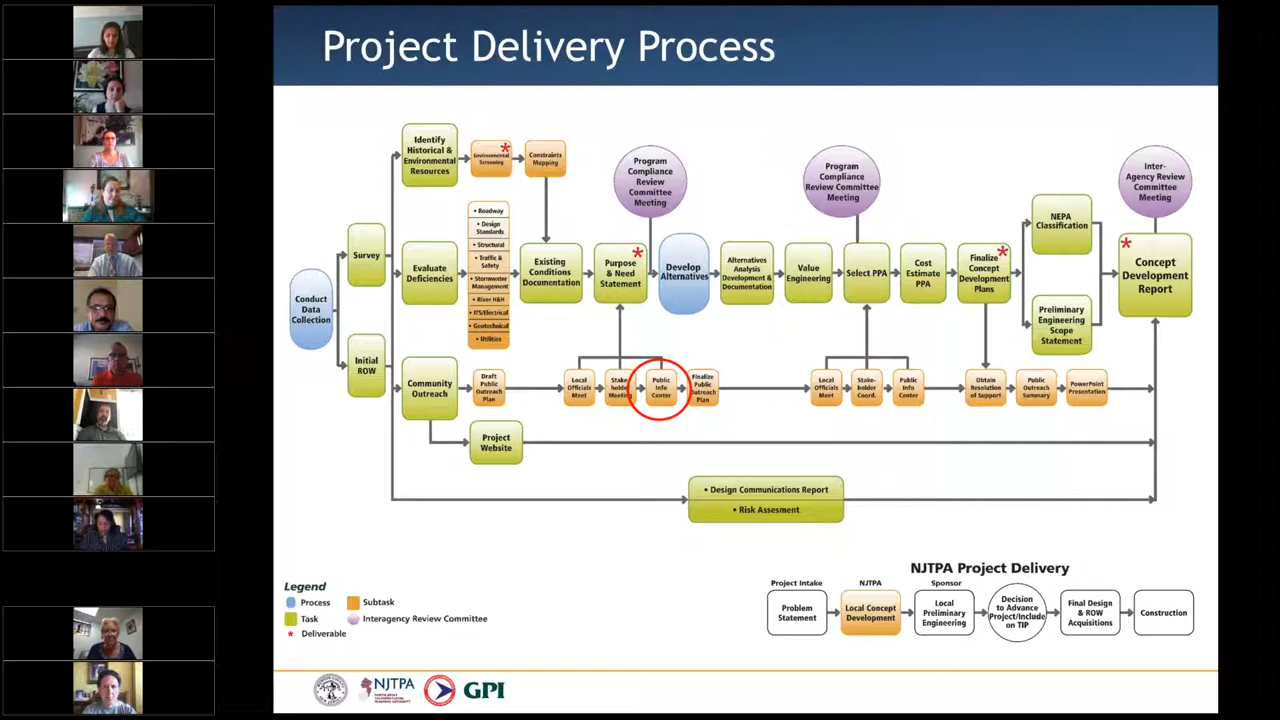 Project Delivery Process
Identify
Historical &
Environmental
Resources
Environmental
Screening
*
Constraints
Mapping
Program
Compliance
Review
Committee
Meeting
Program
Compliance
Review Committee
Meeting
Inter-
Agency Review
Committee
Meeting
Conduct
Data
Collection
Survey
Initial
ROW
Evaluate
Deficiencies
• Roadway
• Design
Standards
• Structural
• Traffic &
Safety
• Stormwater
Management
• River H&H
• ITS/Electrical
• Geotechnical
• Utilities
Existing
Conditions
Documentation
*
Purpose
& Need
Statement
Develop
Alternatives
Alternatives
Analysis
Development &
Documentation
Value
Engineering
Select PPA
Cost
Estimate
PPA
*
Finalize
Concept
Development
Plans
NEPA
Classification
Preliminary
Engineering
Scope
Statement
*
Concept
Development
Report
Community
Outreach
Draft
Public
Outreach
Plan
Local
Officials
Meet
Stake-
holder
Meeting
Public
Info
Center
Finalize
Public
Outreach
Plan
Local
Officials
Meet
Stake-
holder
Coord.
Public
Info
Center
Obtain
Resolution
of Support
Public
Outreach
Summary
PowerPoint
Presentation
Project
Website
• Design Communications Report
• Risk Assesment
Legend
Process
Subtask
Task
Interagency Review Committee
* Deliverable
NJTPA Project Delivery
Project Intake
NJTPA
Sponsor
Problem
Statement
Local Concept
Development
Local
Preliminary
Engineering
Decision
to Advance
Project/Include
on TIP
Final Design
& ROW
Acquisitions
Construction
NJTPA
GPI